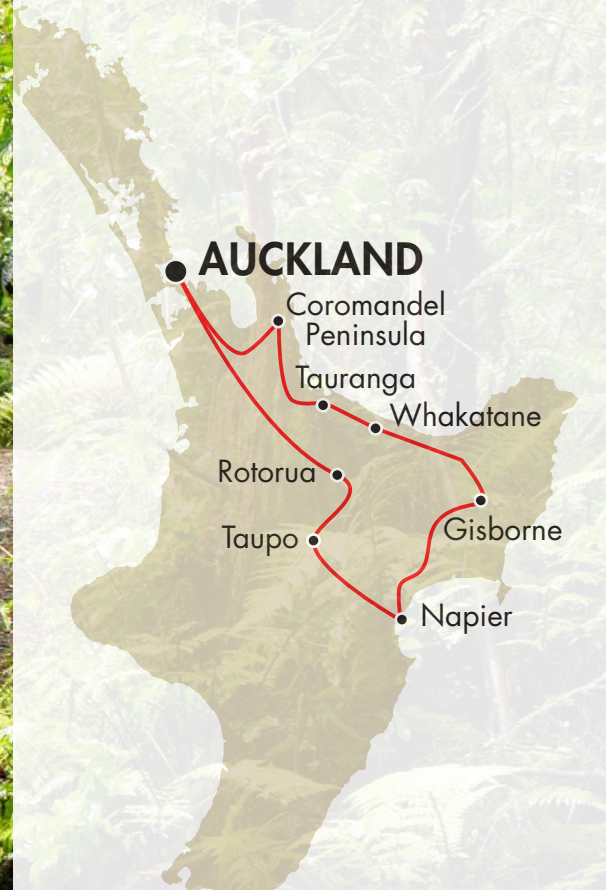 AUCKLAND
Coromandel
Peninsula
Tauranga
Whakatane
Rotorua
Gisborne
Taupo
Napier